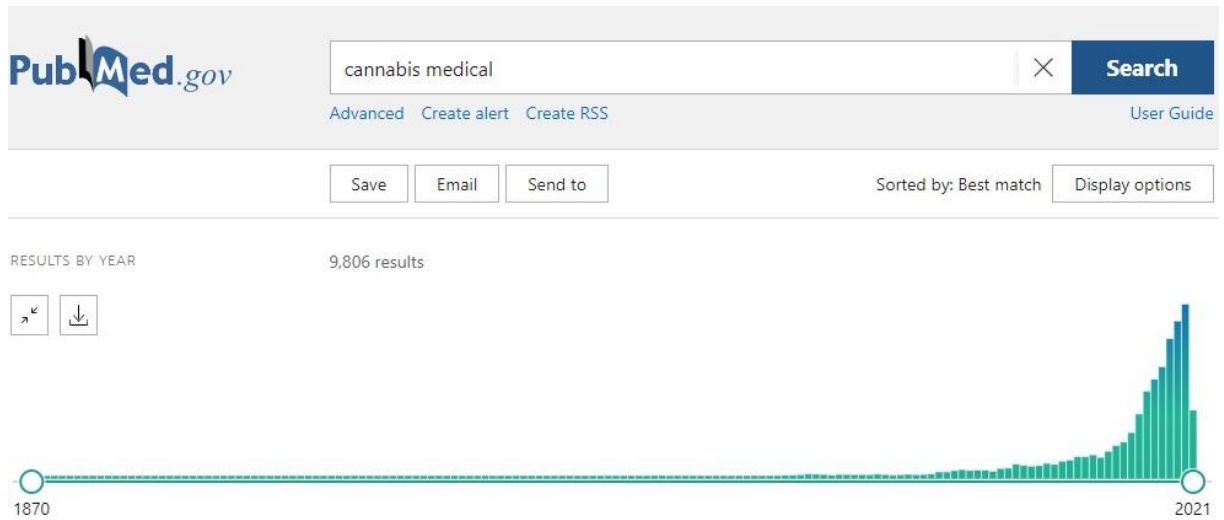 PubMed.gov
cannabis medical
Search
Advanced Create alert Create RSS User Guide
Save Email Send to Sorted by: Best match Display options
RESULTS BY YEAR 9,806 results
1870 2021